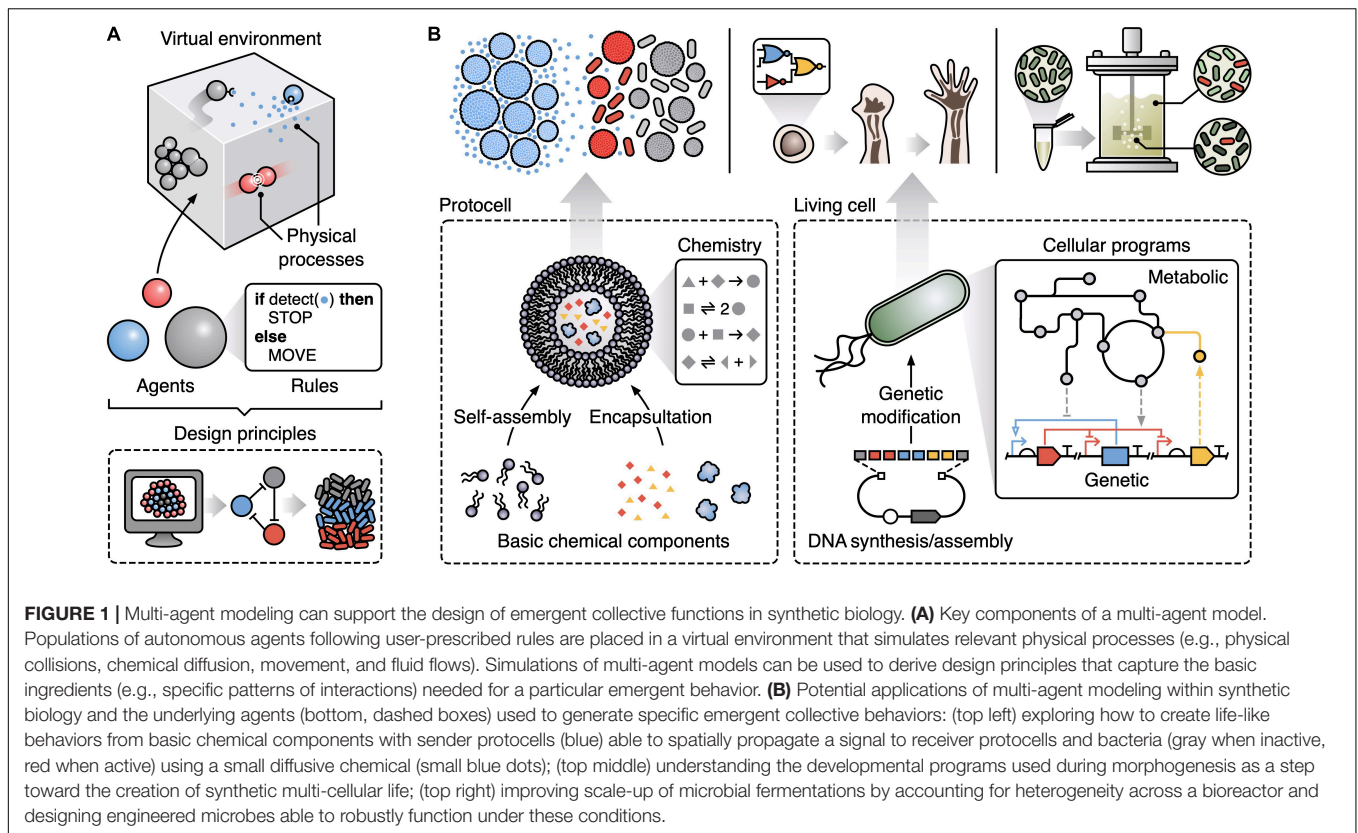 A
Virtual environment
Physical
processes
if detect(●) then
STOP
else
MOVE
Agents
Rules
Design principles
B
Protocell
Chemistry
▲ + ◆ → ●
■ ⇌ 2 ●
● + ■ → ◆
◆ ⇌ ◀ + ▶
Self-assembly
Encapsultation
Basic chemical components
Living cell
Cellular programs
Metabolic
Genetic
modification
Genetic
DNA synthesis/assembly
FIGURE 1 | Multi-agent modeling can support the design of emergent collective functions in synthetic biology. (A) Key components of a multi-agent model.
Populations of autonomous agents following user-prescribed rules are placed in a virtual environment that simulates relevant physical processes (e.g., physical
collisions, chemical diffusion, movement, and fluid flows). Simulations of multi-agent models can be used to derive design principles that capture the basic
ingredients (e.g., specific patterns of interactions) needed for a particular emergent behavior. (B) Potential applications of multi-agent modeling within synthetic
biology and the underlying agents (bottom, dashed boxes) used to generate specific emergent collective behaviors: (top left) exploring how to create life-like
behaviors from basic chemical components with sender protocells (blue) able to spatially propagate a signal to receiver protocells and bacteria (gray when inactive,
red when active) using a small diffusive chemical (small blue dots); (top middle) understanding the developmental programs used during morphogenesis as a step
toward the creation of synthetic multi-cellular life; (top right) improving scale-up of microbial fermentations by accounting for heterogeneity across a bioreactor and
designing engineered microbes able to robustly function under these conditions.